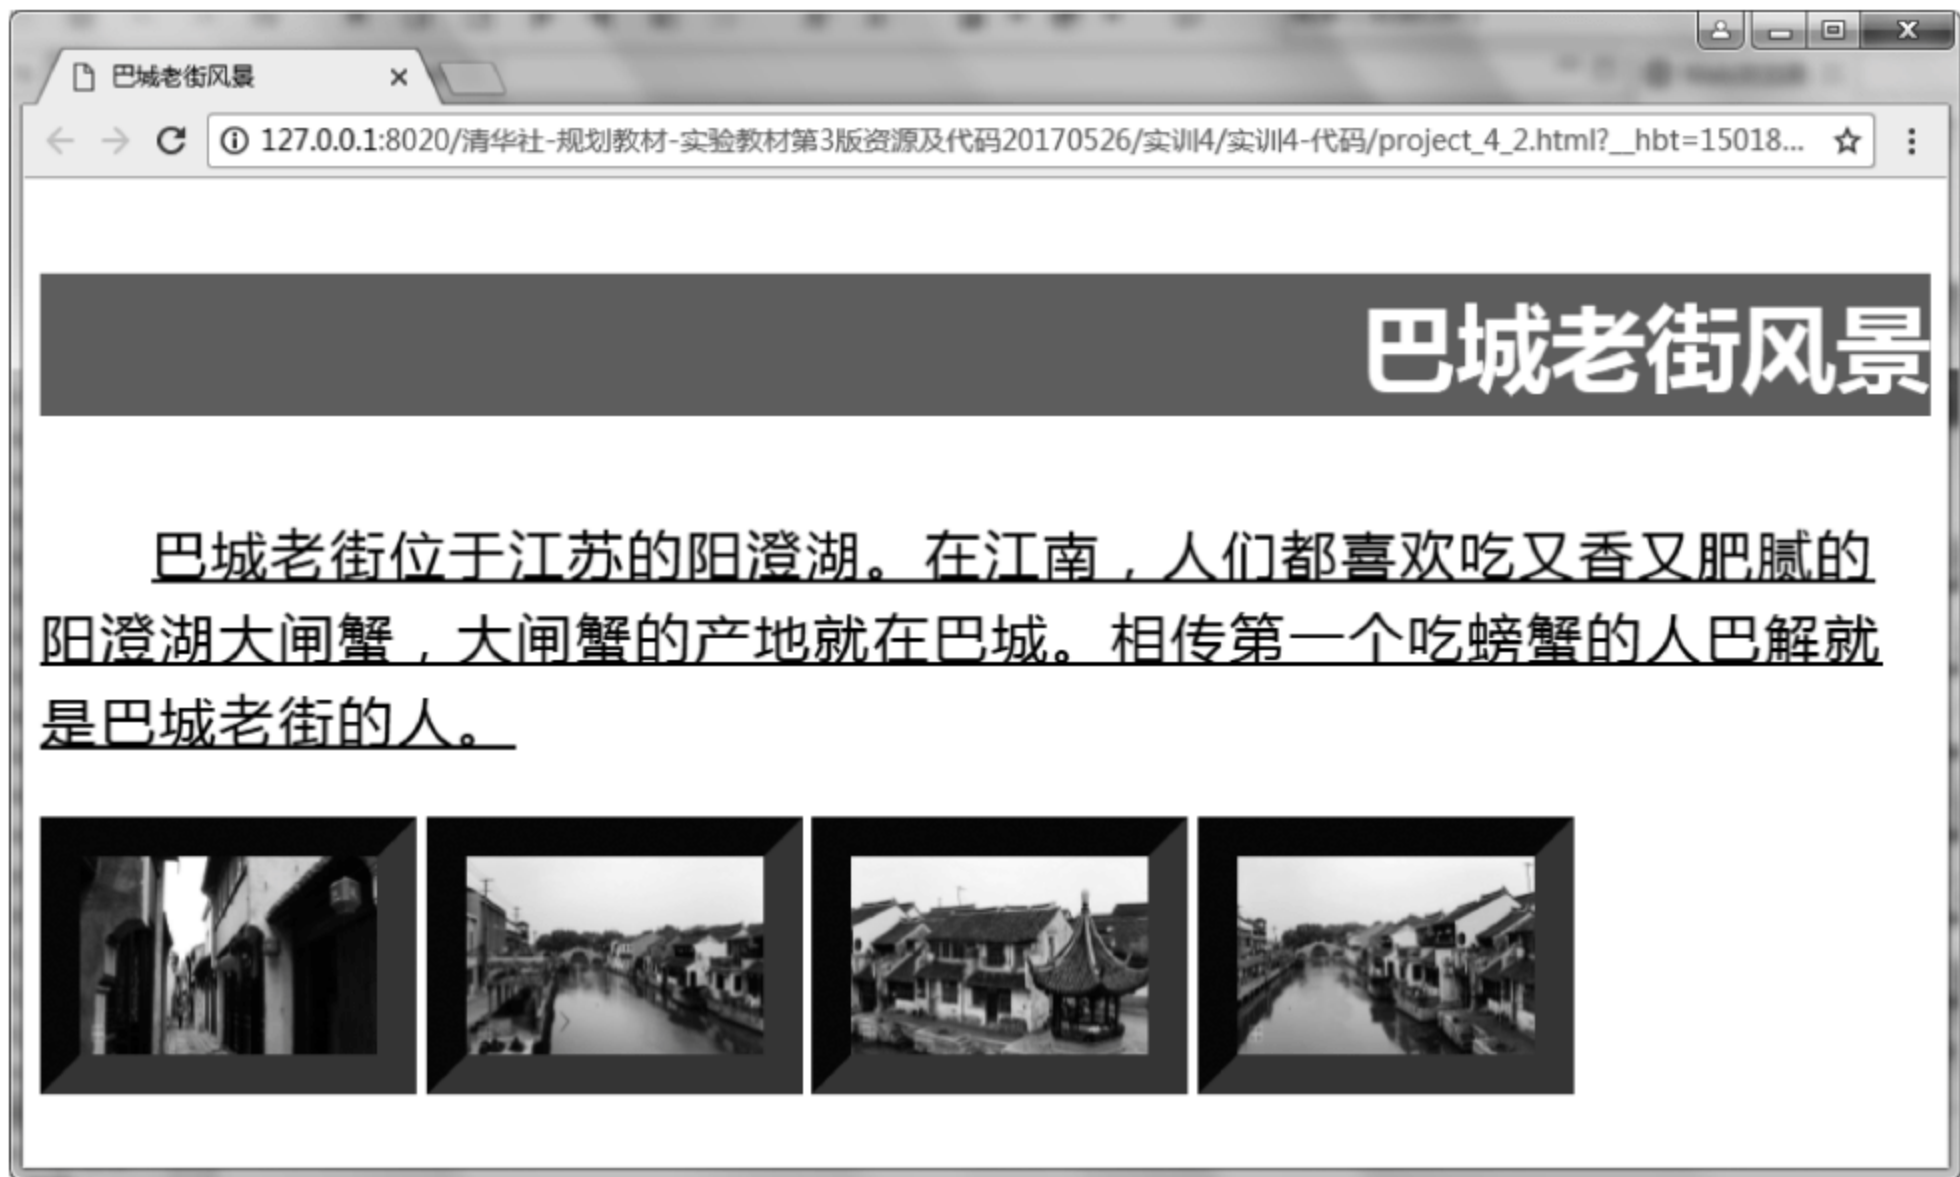 巴城老街风景
127.0.0.1:8020/清华社-规划教材-实验教材第3版资源及代码20170526/实训4/实训4-代码/project_4_2.html?__hbt=15018...
巴城老街风景
巴城老街位于江苏的阳澄湖。在江南，人们都喜欢吃又香又肥腻的
阳澄湖大闸蟹，大闸蟹的产地就在巴城。相传第一个吃螃蟹的人巴解就
是巴城老街的人。